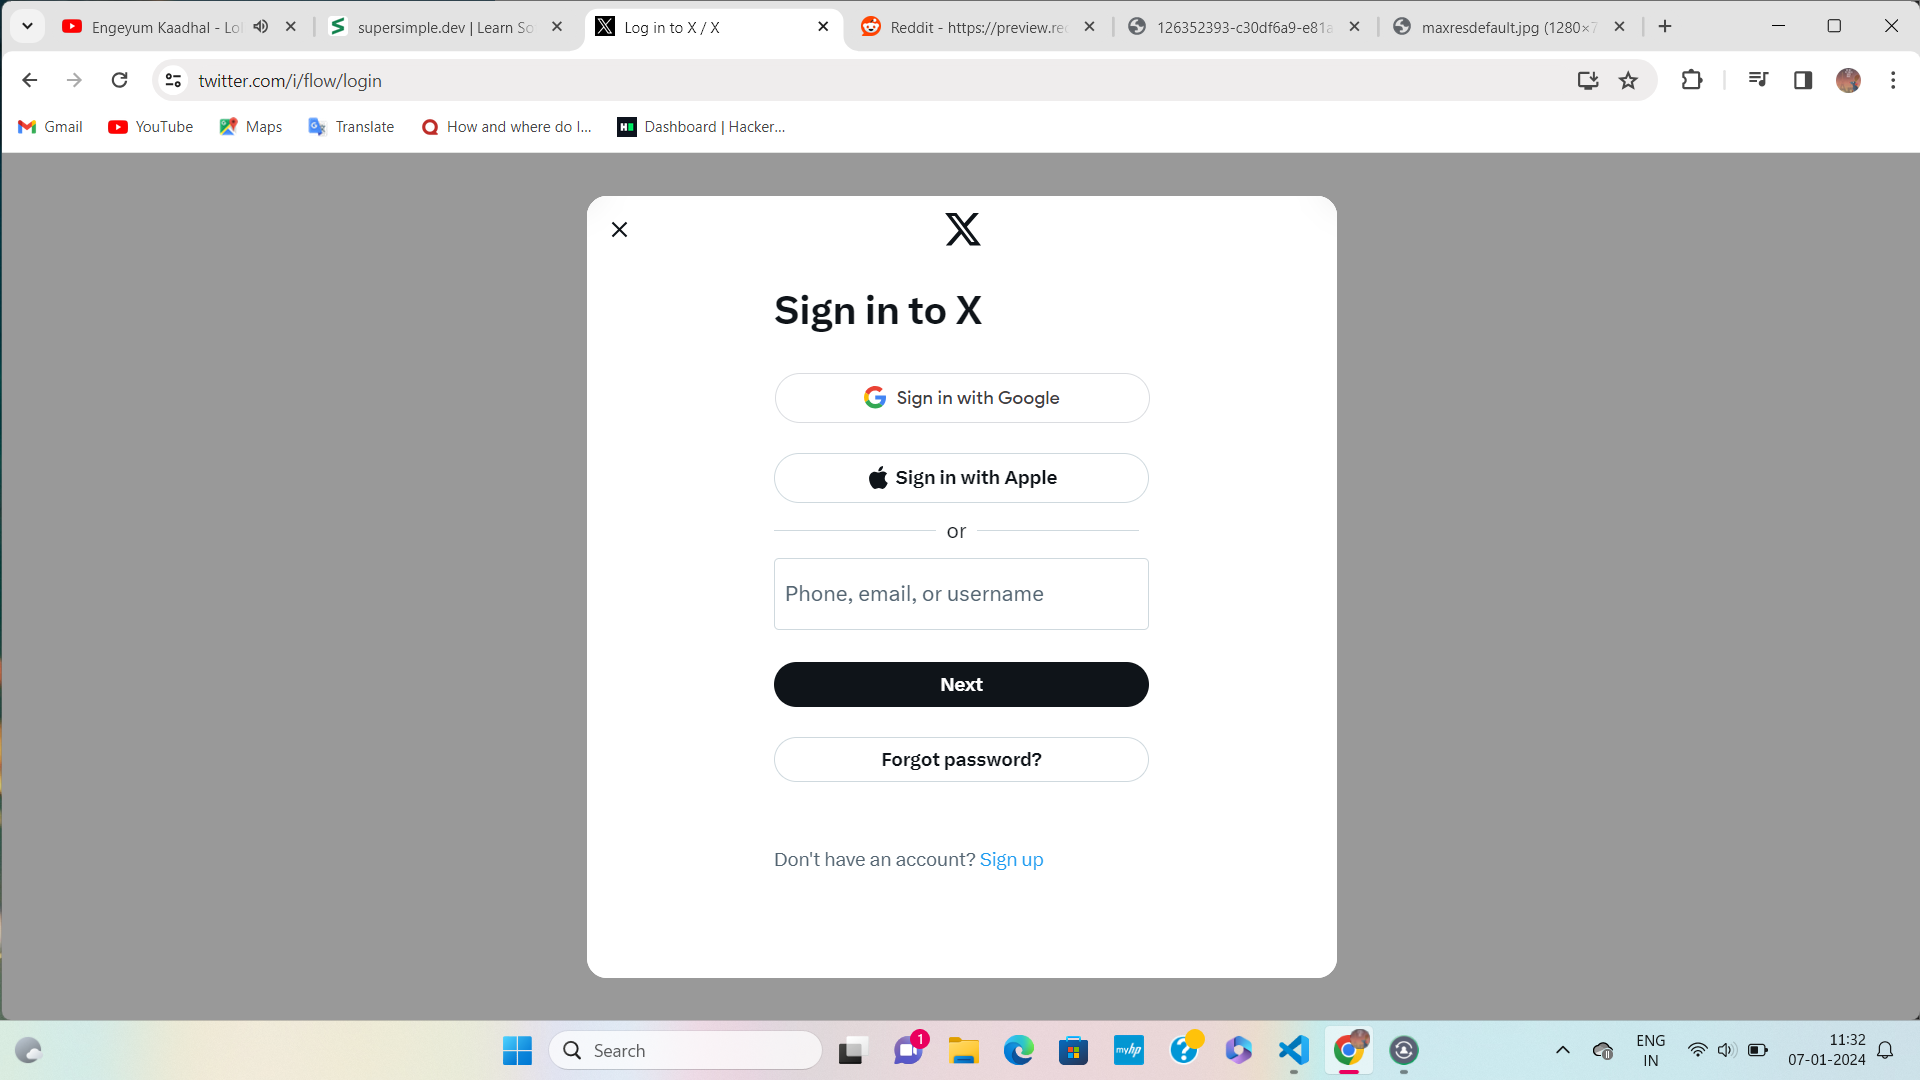 Engeyum Kaadhal - Lo
supersimple.dev | Learn So
Log in to X / X
Reddit - https://preview.re
126352393-c30df6a9-e81a
maxresdefault.jpg (1280×7
twitter.com/i/flow/login
Gmail
YouTube
Maps
Translate
How and where do I...
Dashboard | Hacker...
Sign in to X
Sign in with Google
Sign in with Apple
or
Phone, email, or username
Next
Forgot password?
Don't have an account? Sign up
Search
1
myhp
ENG
IN
11:32
07-01-2024